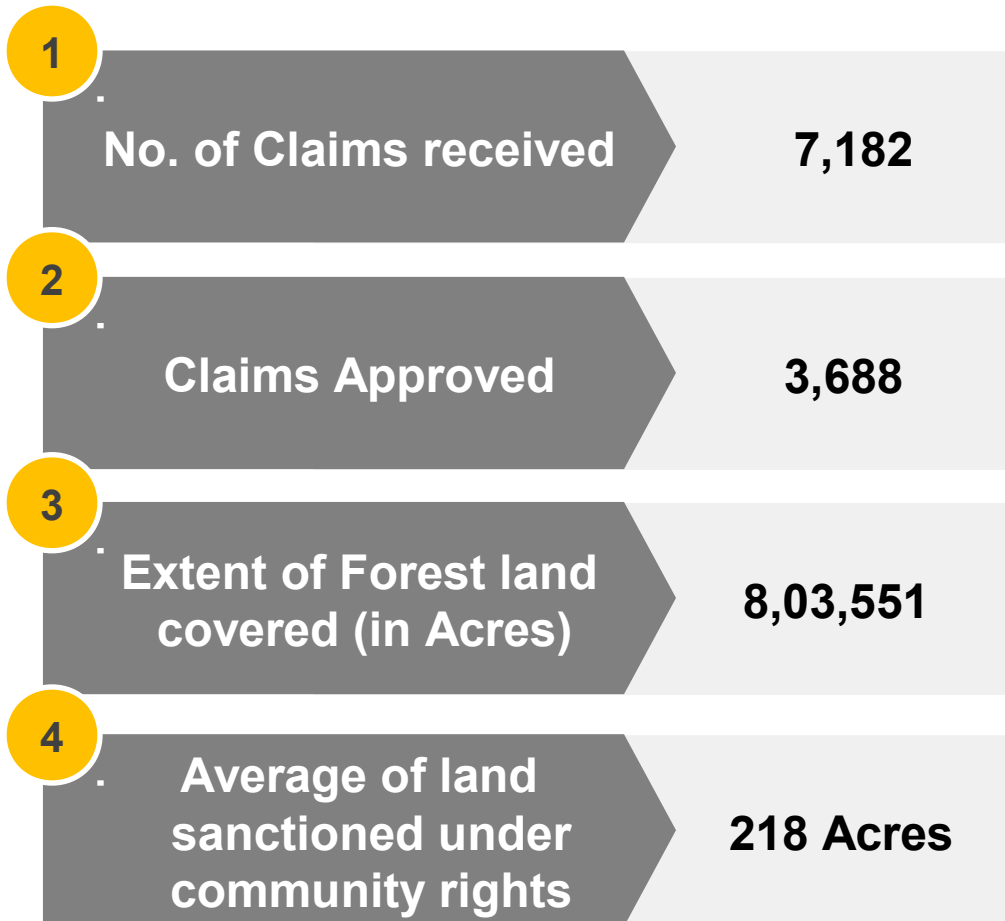 1
.
No. of Claims received
7,182
2
.
Claims Approved
3,688
3
.
Extent of Forest land
covered (in Acres)
8,03,551
4
.
Average of land
sanctioned under
community rights
218 Acres